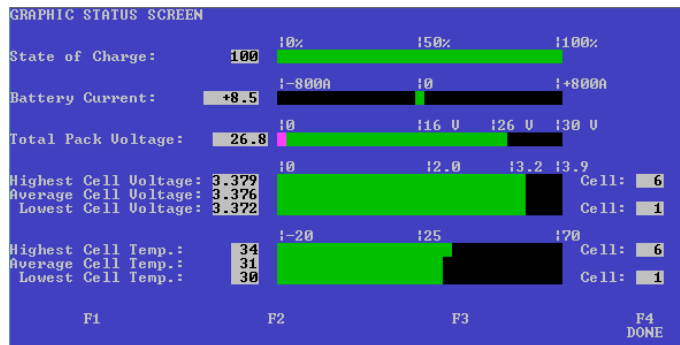 GRAPHIC STATUS SCREEN
¦0% ¦50% ¦100%
State of Charge: 100
¦-800A ¦0 ¦+800A
Battery Current: +8.5
¦0 ¦16 V ¦26 V ¦30 V
Total Pack Voltage: 26.8
¦0 ¦2.0 ¦3.2 ¦3.9
Highest Cell Voltage: 3.379 Cell: 6
Average Cell Voltage: 3.376
Lowest Cell Voltage: 3.372 Cell: 1
¦-20 ¦25 ¦70
Highest Cell Temp.: 34 Cell: 6
Average Cell Temp.: 31
Lowest Cell Temp.: 30 Cell: 1
F1 F2 F3 F4
DONE